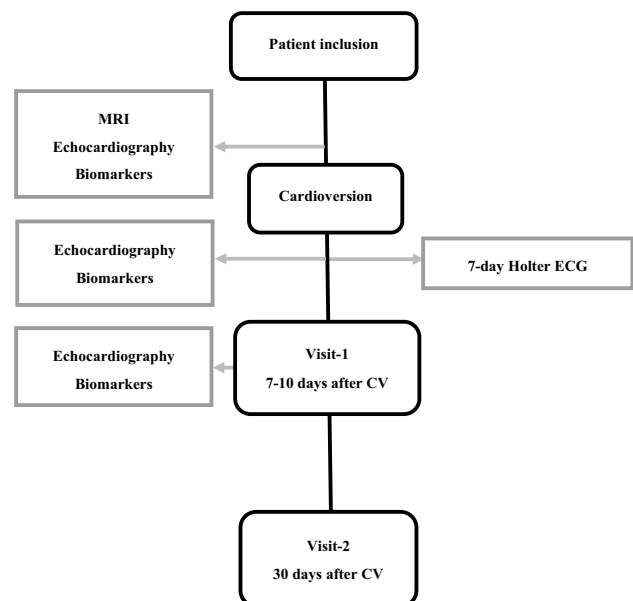 Patient inclusion
MRI
Echocardiography
Biomarkers
Cardioversion
Echocardiography
Biomarkers
7-day Holter ECG
Echocardiography
Biomarkers
Visit-1
7-10 days after CV
Visit-2
30 days after CV